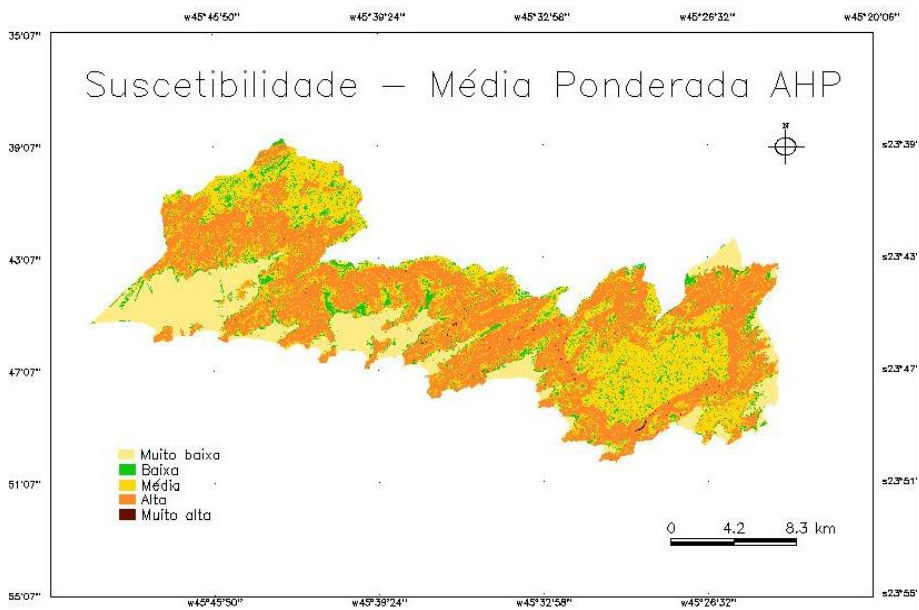 w45°45'50" w45°39'24" w45°32'58" w45°26'32" w45°20'06"
35'07"
Suscetibilidade – Média Ponderada AHP
N
39'07" s23°39'
43'07" s23°43'
47'07" s23°47'
Muito baixa
Baixa
Média
Alta
Muito alta
51'07" s23°51'
0 4.2 8.3 km
55'07" s23°55'
w45°45'50" w45°39'24" w45°32'58" w45°26'32"